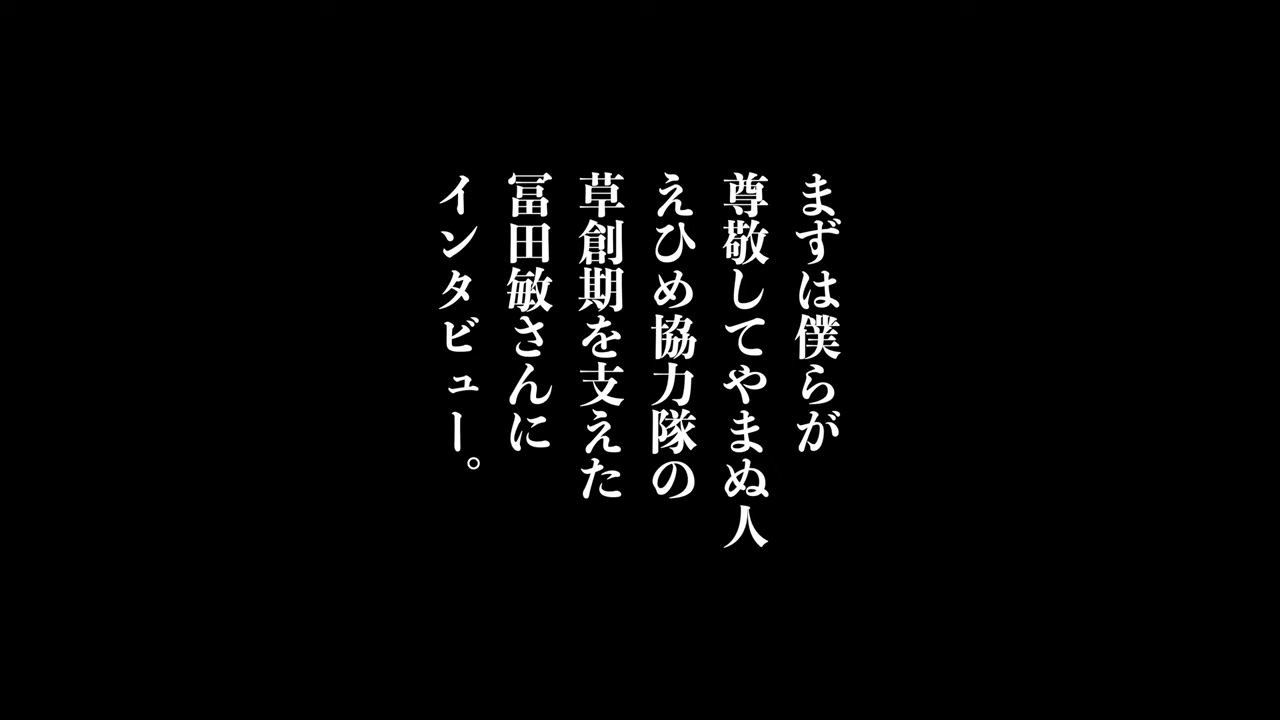 まずは僕らが
尊敬してやまぬ人
えひめ協力隊の
草創期を支えた
冨田敏さんに
インタビュー。